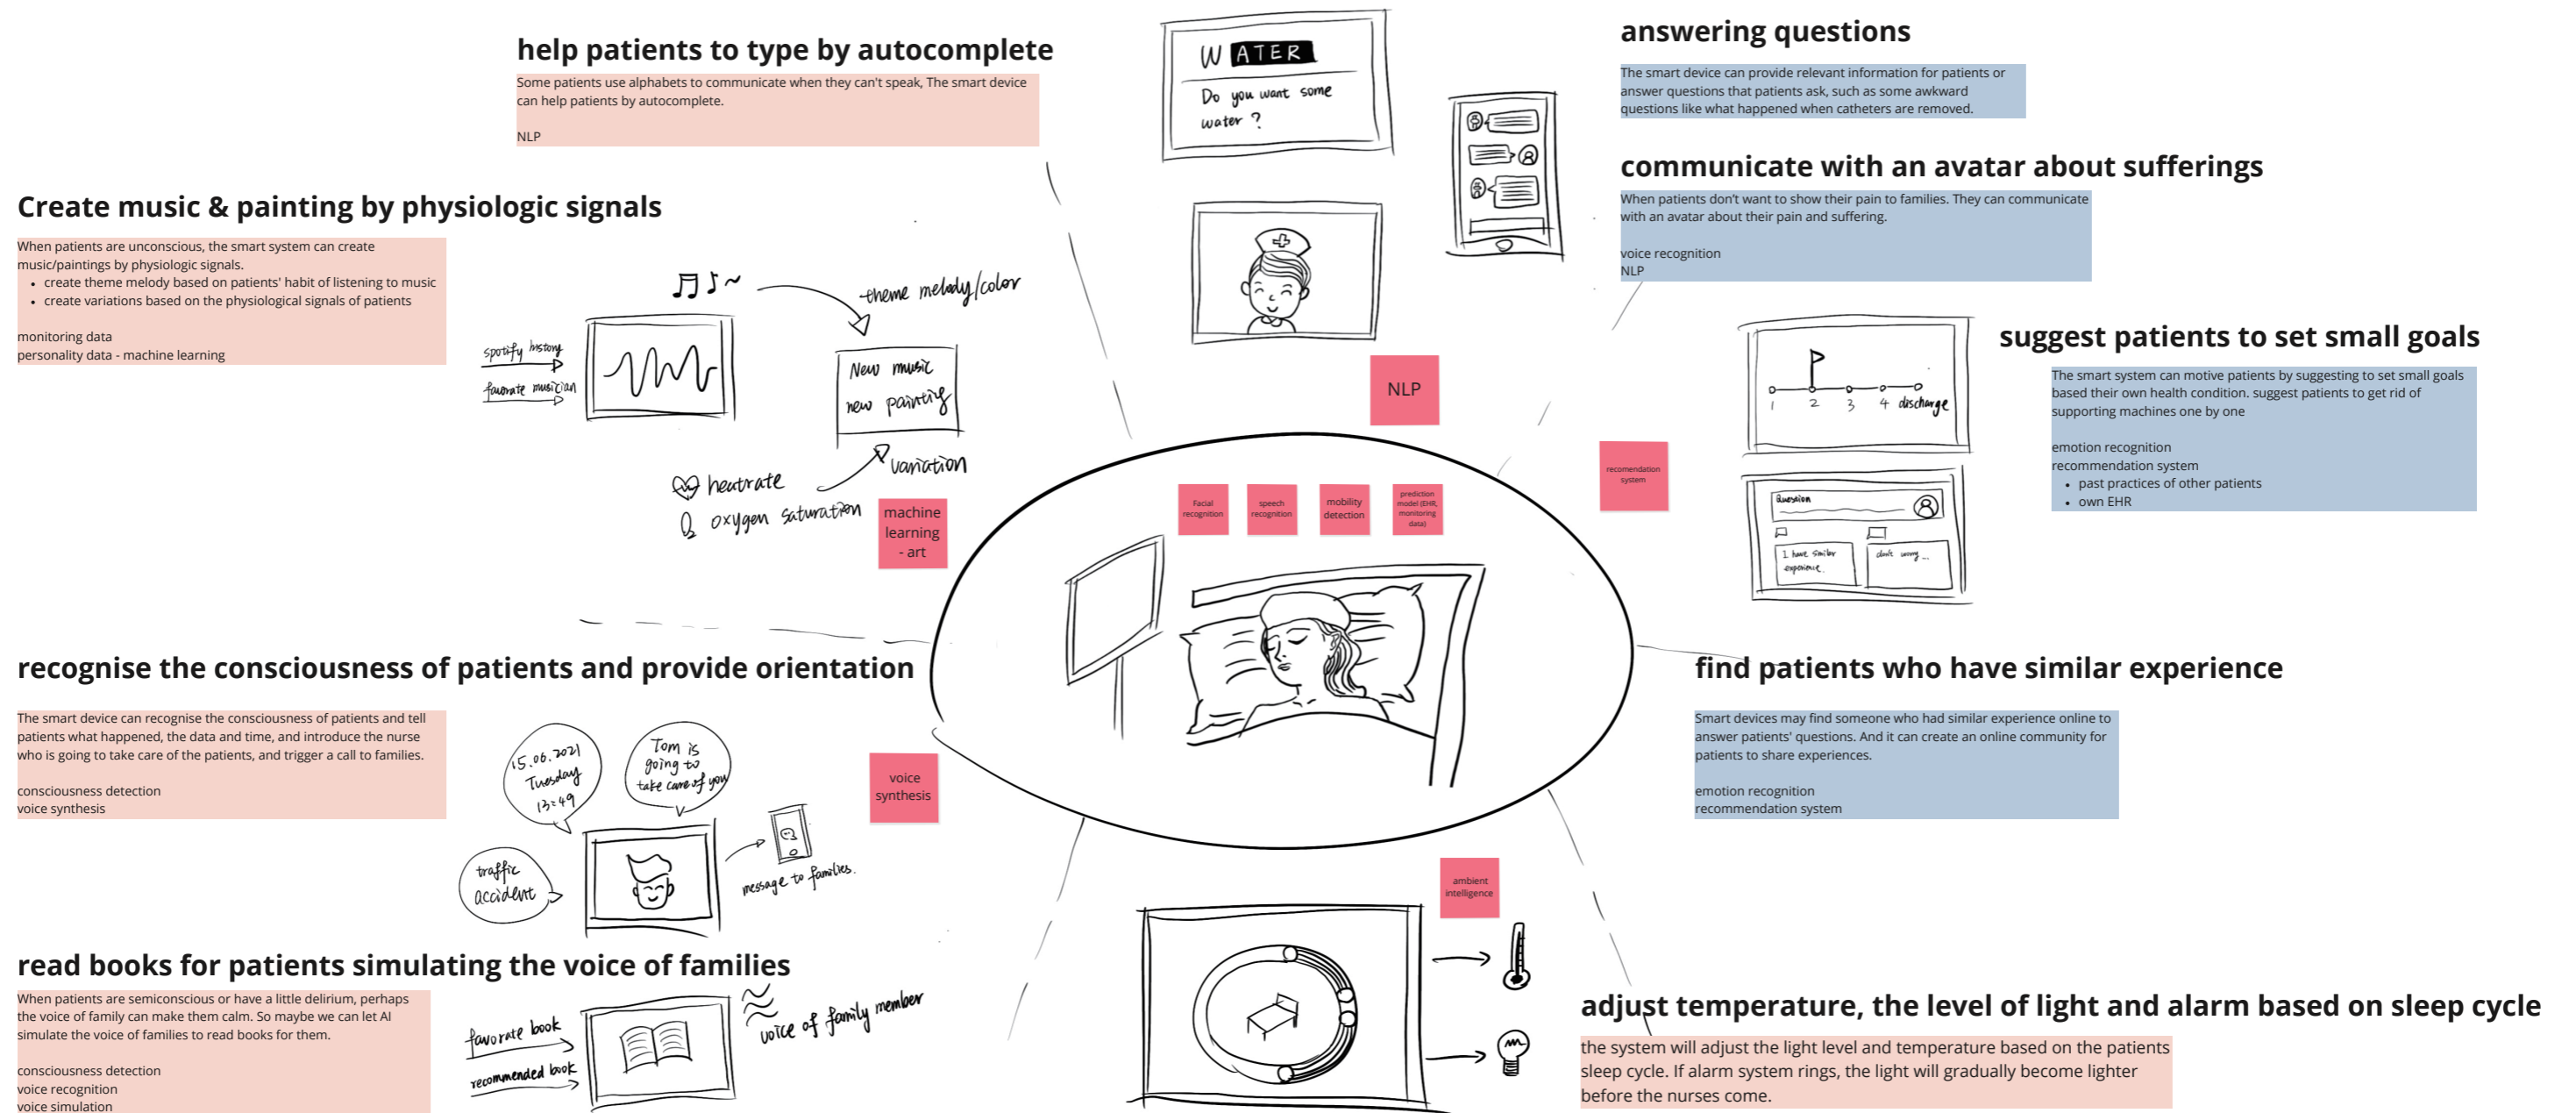 help patients to type by autocomplete
Some patients use alphabets to communicate when they can't speak, The smart device
can help patients by autocomplete.
NLP
WATER
Do you want some
water ?
answering questions
The smart device can provide relevant information for patients or
answer questions that patients ask, such as some awkward
questions like what happened when catheters are removed.
communicate with an avatar about sufferings
When patients don't want to show their pain to families. They can communicate
with an avatar about their pain and suffering.
voice recognition
NLP
Create music & painting by physiologic signals
When patients are unconscious, the smart system can create
music/paintings by physiologic signals.
• create theme melody based on patients' habit of listening to music
• create variations based on the physiological signals of patients
monitoring data
personality data - machine learning
spotify history
favorate musician
theme melody/color
New music
new painting
variation
heatrate
oxygen saturation
machine
learning
- art
NLP
recomendation
system
suggest patients to set small goals
The smart system can motive patients by suggesting to set small goals
based their own health condition. suggest patients to get rid of
supporting machines one by one
emotion recognition
recommendation system
• past practices of other patients
• own EHR
1 2 3 4 discharge
Question
I have similar
experience.
don't worry...
Facial
recognition
speech
recognition
mobility
detection
prediction
model (EHR,
monitoring
data)
recognise the consciousness of patients and provide orientation
The smart device can recognise the consciousness of patients and tell
patients what happened, the data and time, and introduce the nurse
who is going to take care of the patients, and trigger a call to families.
consciousness detection
voice synthesis
15.06.2021
Tuesday
13:49
Tom is
going to
take care of you
traffic
accident
message to families.
voice
synthesis
find patients who have similar experience
Smart devices may find someone who had similar experience online to
answer patients' questions. And it can create an online community for
patients to share experiences.
emotion recognition
recommendation system
read books for patients simulating the voice of families
When patients are semiconscious or have a little delirium, perhaps
the voice of family can make them calm. So maybe we can let AI
simulate the voice of families to read books for them.
consciousness detection
voice recognition
voice simulation
favorate book
recommended book
voice of family member
ambient
intelligence
adjust temperature, the level of light and alarm based on sleep cycle
the system will adjust the light level and temperature based on the patients
sleep cycle. If alarm system rings, the light will gradually become lighter
before the nurses come.